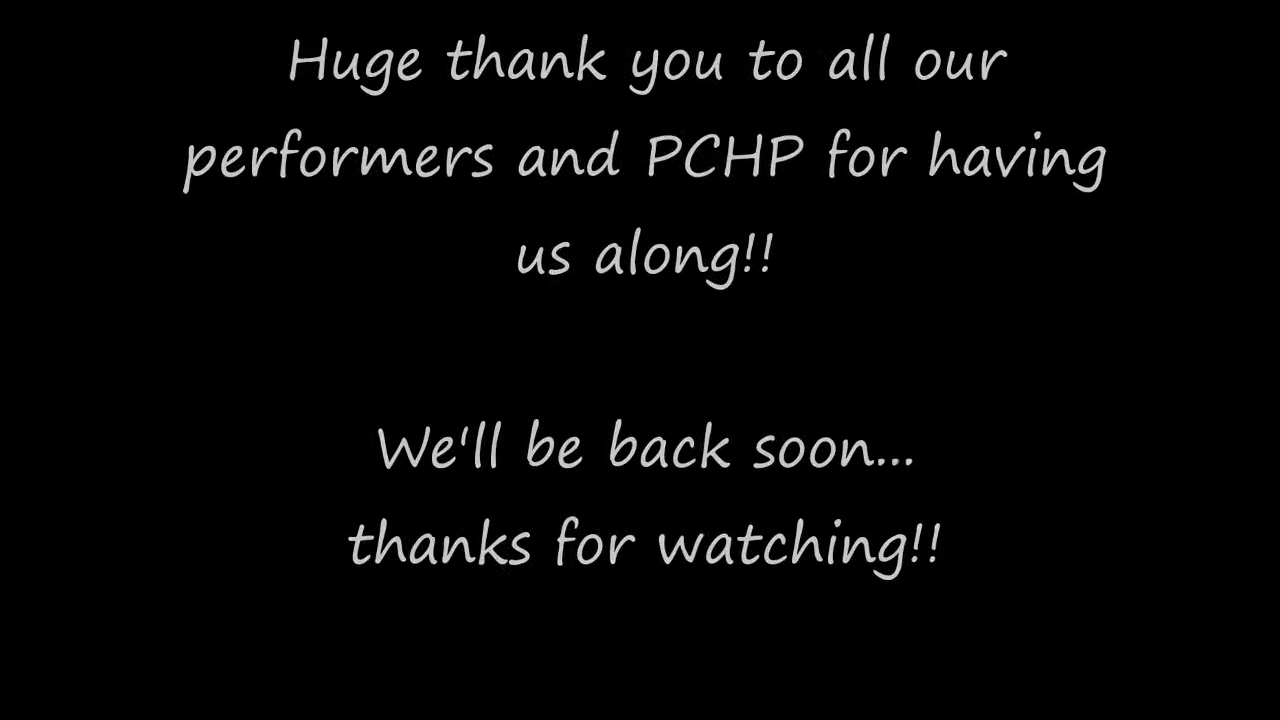 Huge thank you to all our
performers and PCHP for having
us along!!
We'll be back soon...
thanks for watching!!